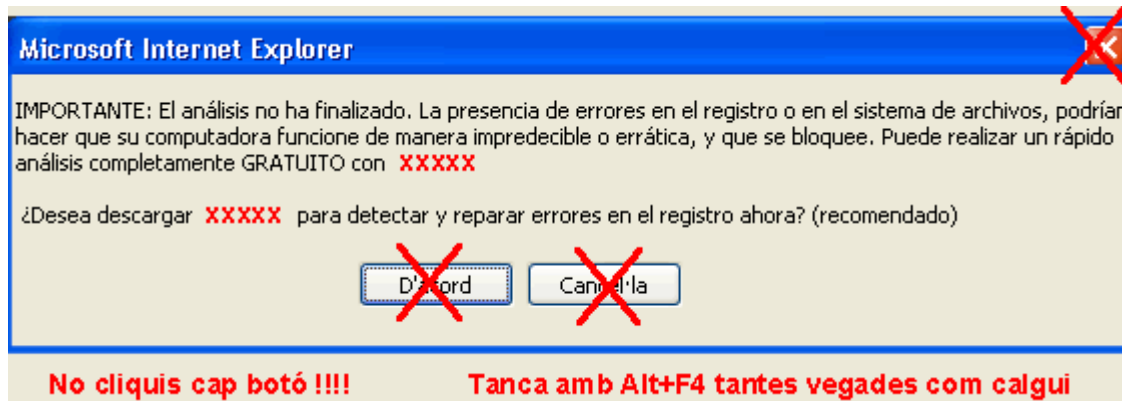 Microsoft Internet Explorer
IMPORTANTE: El análisis no ha finalizado. La presencia de errores en el registro o en el sistema de archivos, podrían
hacer que su computadora funcione de manera impredecible o errática, y que se bloquee. Puede realizar un rápido
análisis completamente GRATUITO con XXXXX
¿Desea descargar XXXXX para detectar y reparar errores en el registro ahora? (recomendado)
D'acord Cancel·la
No cliquis cap botó !!!! Tanca amb Alt+F4 tantes vegades com calgui